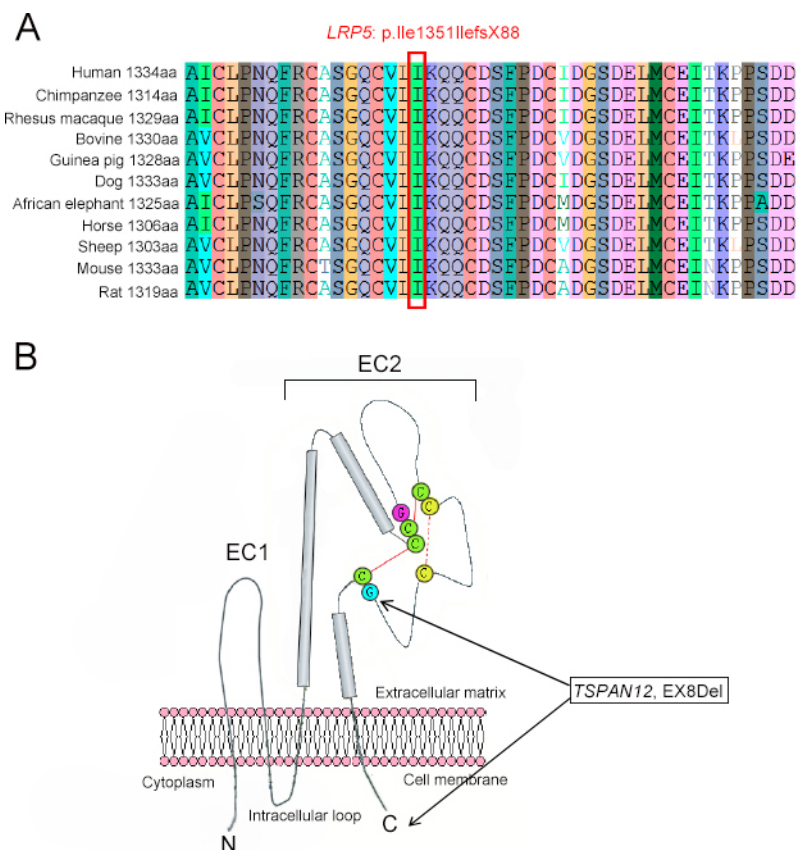 A
LRP5: p.Ile1351IlefsX88
Human 1334aa AICLPNQFRCASGQCVLIKQQCDSFPDCIDGSDELMCEITKPPSDD
Chimpanzee 1314aa AICLPNQFRCASGQCVLIKQQCDSFPDCIDGSDELMCEITKPPSDD
Rhesus macaque 1329aa AICLPNQFRCASGQCVLIKQQCDSFPDCIDGSDELMCEITKPPSDD
Bovine 1330aa AVCLPNQFRCASGQCVLIKQQCDSFPDCVDGSDELMCEITKLPSDD
Guinea pig 1328aa AVCLPNQFRCASGQCVLIKQQCDSFPDCVDGSDELMCEITKPPSDE
Dog 1333aa AVCLPNQFRCASGQCVLIKQQCDSFPDCIDGSDELMCEITKPPSDD
African elephant 1325aa AICLPSQFRCASGQCVLIKQQCDSFPDCMDGSDELMCEITKPPADD
Horse 1306aa AICLPNQFRCASGQCVLIKQQCDSFPDCMDGSDELMCEITKPPSDD
Sheep 1303aa AVCLPNQFRCASGQCVLIKQQCDSFPDCVDGSDELMCEITKLPSDD
Mouse 1333aa AVCLPNQFRCTSGQCVLIKQQCDSFPDCADGSDELMCEINKPPSDD
Rat 1319aa AVCLPNQFRCASGQCVLIKQQCDSFPDCADGSDELMCEINKPPSDD
B
EC2
C
C
G
C
C
EC1
C
C
G
TSPAN12, EX8Del
Extracellular matrix
Cytoplasm
Cell membrane
Intracellular loop
C
N